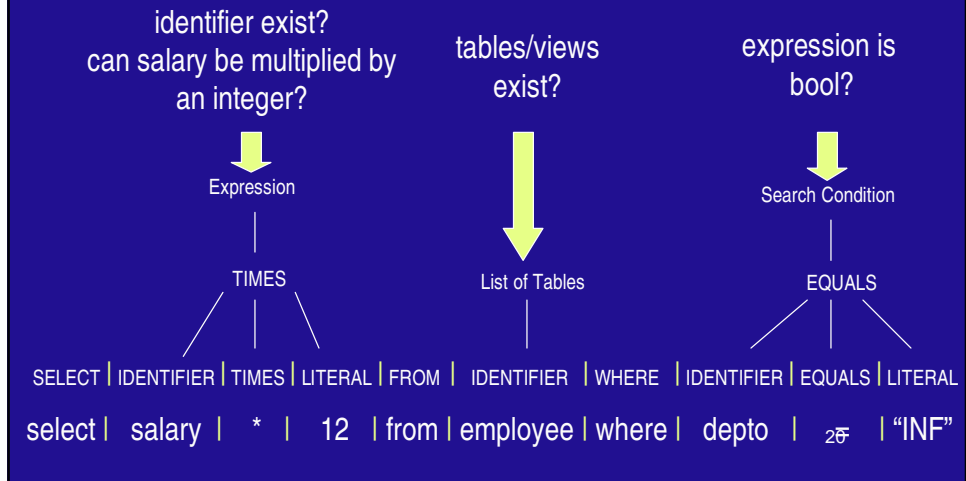 identifier exist?
can salary be multiplied by
an integer?
tables/views
exist?
expression is
bool?
Expression
Search Condition
TIMES
List of Tables
EQUALS
SELECT | IDENTIFIER | TIMES | LITERAL | FROM | IDENTIFIER | WHERE | IDENTIFIER | EQUALS | LITERAL
select | salary | * | 12 | from | employee | where | depto | = | “INF”